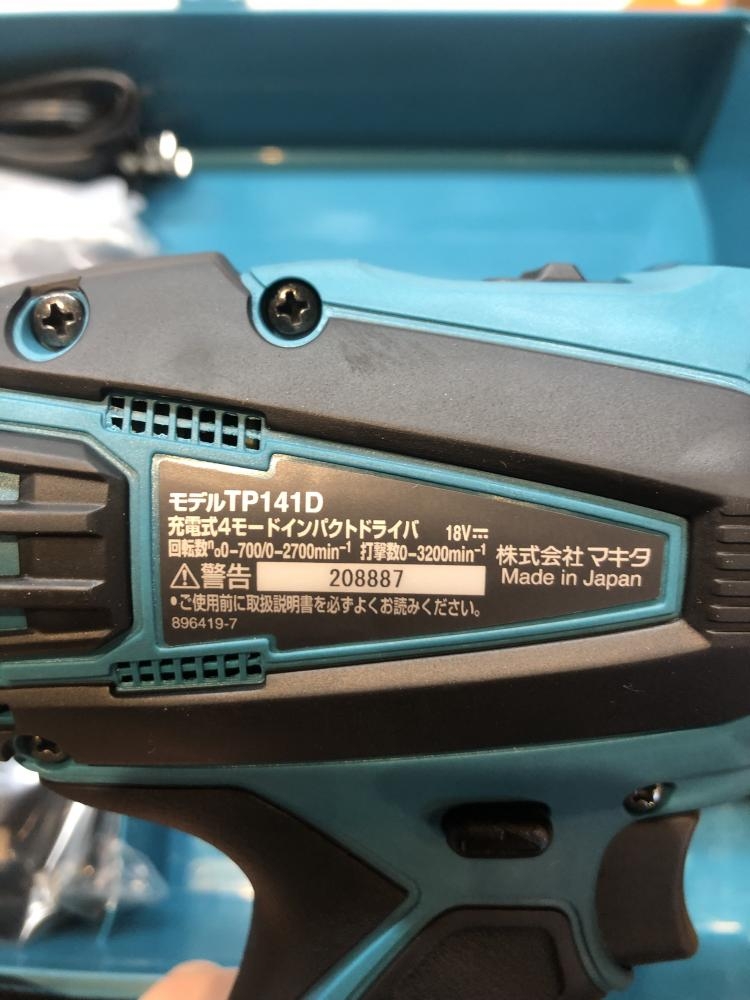 モデルTP141D
充電式4モードインパクトドライバ 18V⎓
回転数n₀0-700/0-2700min⁻¹ 打撃数0-3200min⁻¹
⚠警告 208887
株式会社 マキタ
Made in Japan
•ご使用前に取扱説明書を必ずよくお読みください。
896419-7